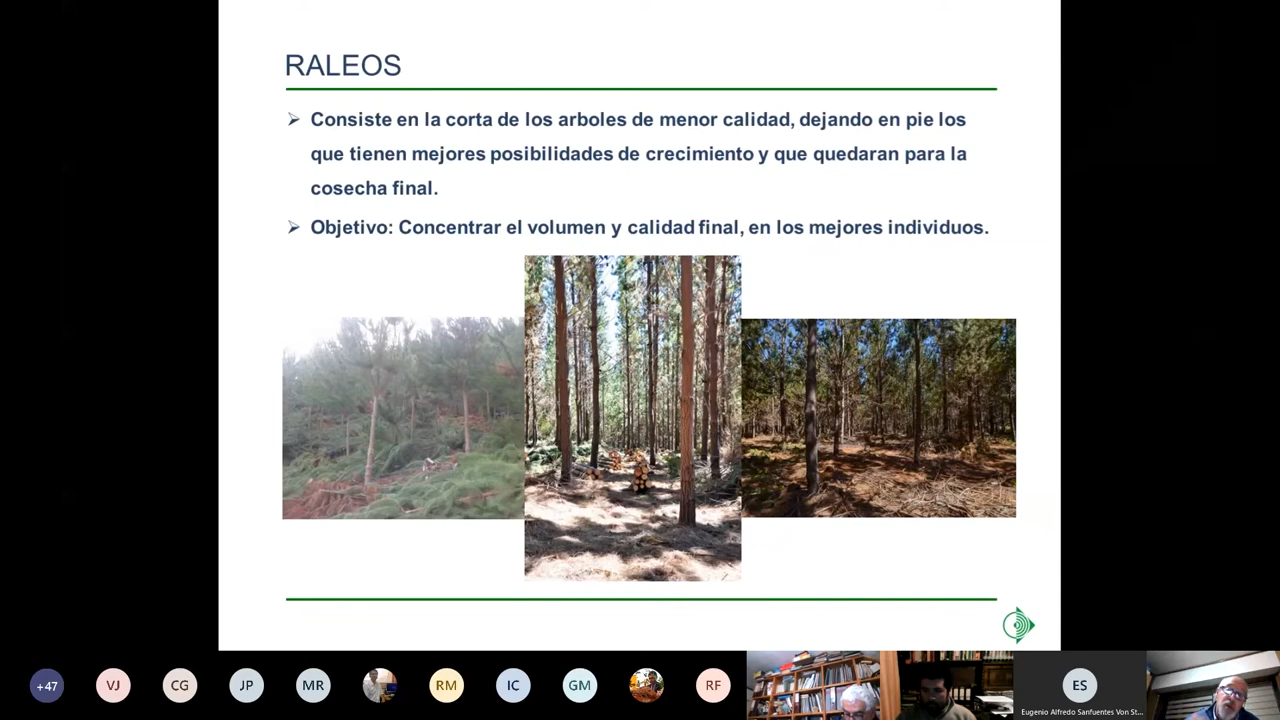 RALEOS
Consiste en la corta de los arboles de menor calidad, dejando en pie los
que tienen mejores posibilidades de crecimiento y que quedaran para la
cosecha final.
Objetivo: Concentrar el volumen y calidad final, en los mejores individuos.
+47
VJ
CG
JP
MR
RM
IC
GM
RF
ES
Eugenio Alfredo Sanfuentes Von St...